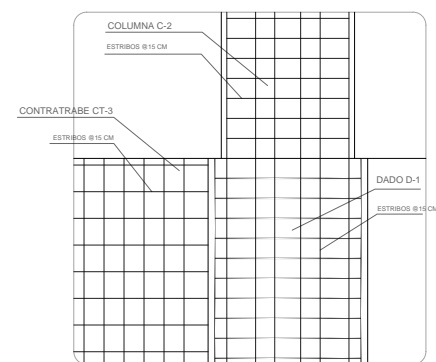 COLUMNA C-2
ESTRIBOS @15 CM
CONTRATRABE CT-3
ESTRIBOS @15 CM
DADO D-1
ESTRIBOS @15 CM